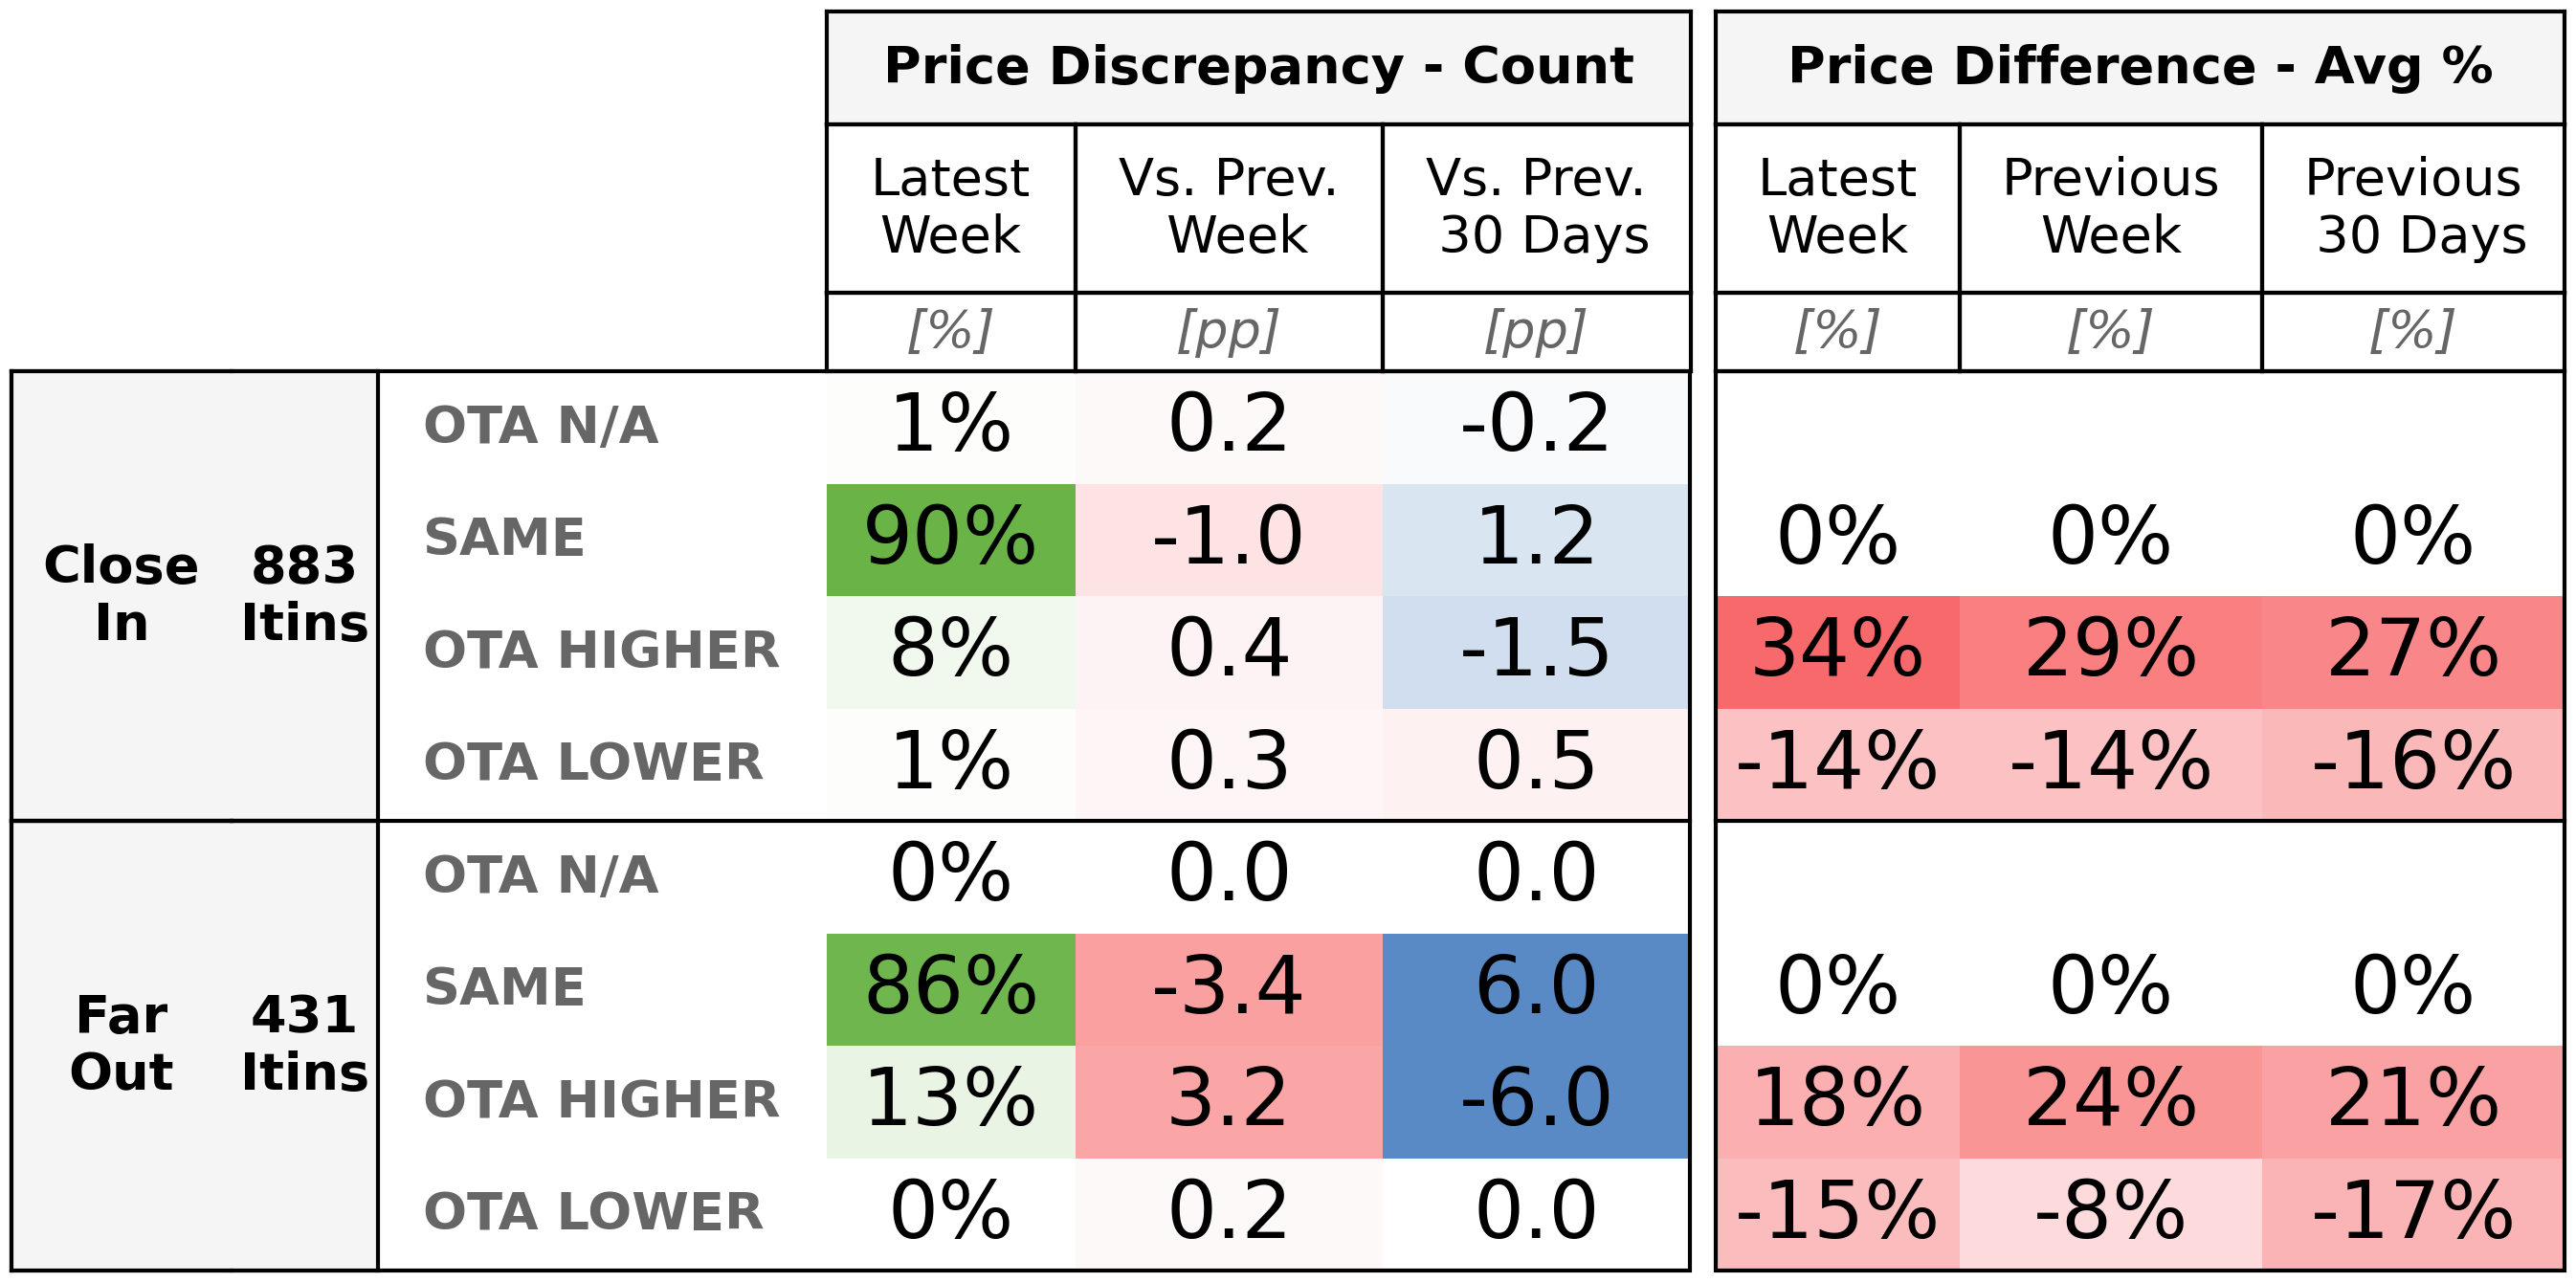 Price Discrepancy - Count Price Difference - Avg %
Latest Week Vs. Prev. Week Vs. Prev. 30 Days Latest Week Previous Week Previous 30 Days
[%] [pp] [pp] [%] [%] [%]
Close In 883 Itins
OTA N/A 1% 0.2 -0.2
SAME 90% -1.0 1.2 0% 0% 0%
OTA HIGHER 8% 0.4 -1.5 34% 29% 27%
OTA LOWER 1% 0.3 0.5 -14% -14% -16%
Far Out 431 Itins
OTA N/A 0% 0.0 0.0
SAME 86% -3.4 6.0 0% 0% 0%
OTA HIGHER 13% 3.2 -6.0 18% 24% 21%
OTA LOWER 0% 0.2 0.0 -15% -8% -17%